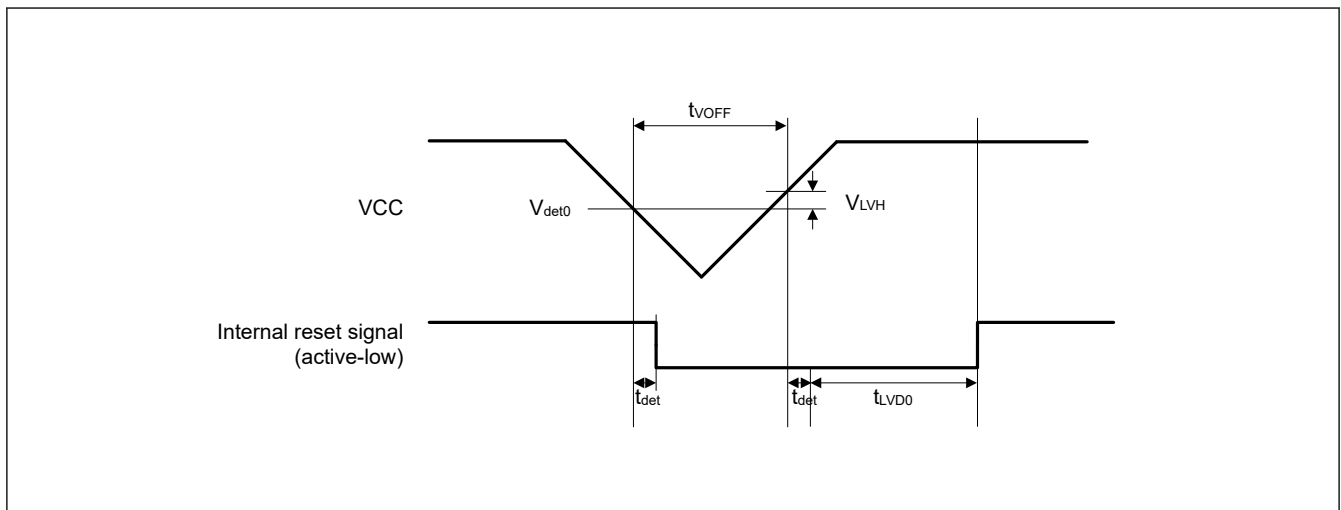 tVOFF
VCC
Vdet0
VLVH
Internal reset signal
(active-low)
tdet
tdet
tLVD0